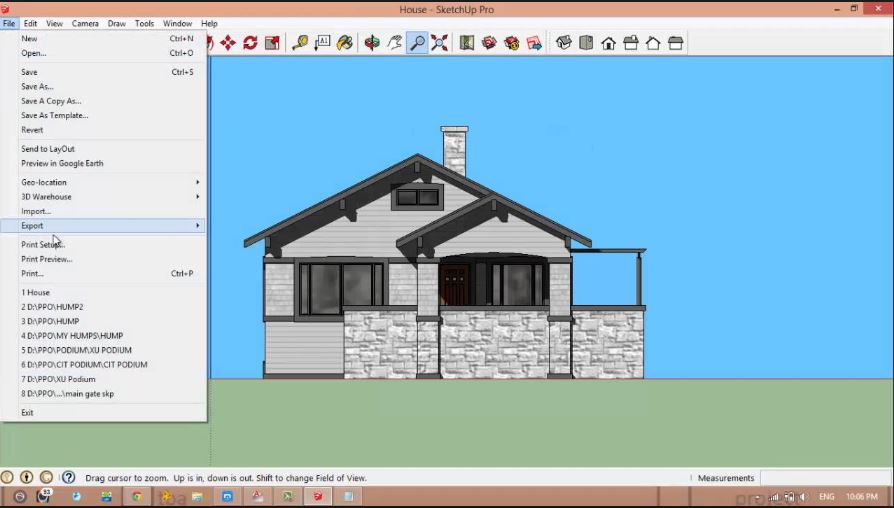 House - SketchUp Pro
File Edit View Camera Draw Tools Window Help
New Ctrl+N
Open... Ctrl+O
Save Ctrl+S
Save As...
Save A Copy As...
Save As Template...
Revert
Send to LayOut
Preview in Google Earth
Geo-location
3D Warehouse
Import...
Export
Print Setup...
Print Preview...
Print... Ctrl+P
1 House
2 D:\PPO\HUMP2
3 D:\PPO\HUMP
4 D:\PPO\MY HUMPS\HUMP
5 D:\PPO\PODIUM\XU PODIUM
6 D:\PPO\CIT PODIUM\CIT PODIUM
7 D:\PPO\XU Podium
8 D:\PPO\...\main gate skp
Exit
Drag cursor to zoom. Up is in, down is out. Shift to change Field of View. Measurements
93 ENG 10:06 PM